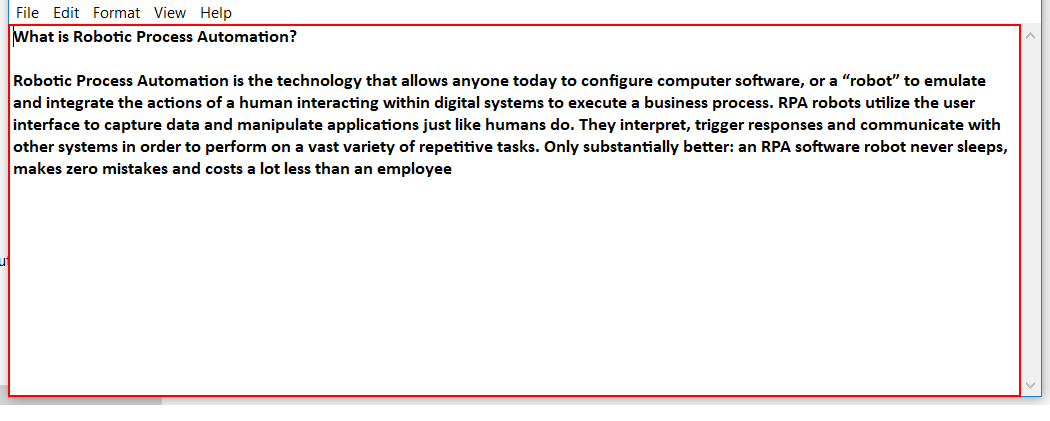 File Edit Format View Help
What is Robotic Process Automation?
Robotic Process Automation is the technology that allows anyone today to configure computer software, or a “robot” to emulate
and integrate the actions of a human interacting within digital systems to execute a business process. RPA robots utilize the user
interface to capture data and manipulate applications just like humans do. They interpret, trigger responses and communicate with
other systems in order to perform on a vast variety of repetitive tasks. Only substantially better: an RPA software robot never sleeps,
makes zero mistakes and costs a lot less than an employee